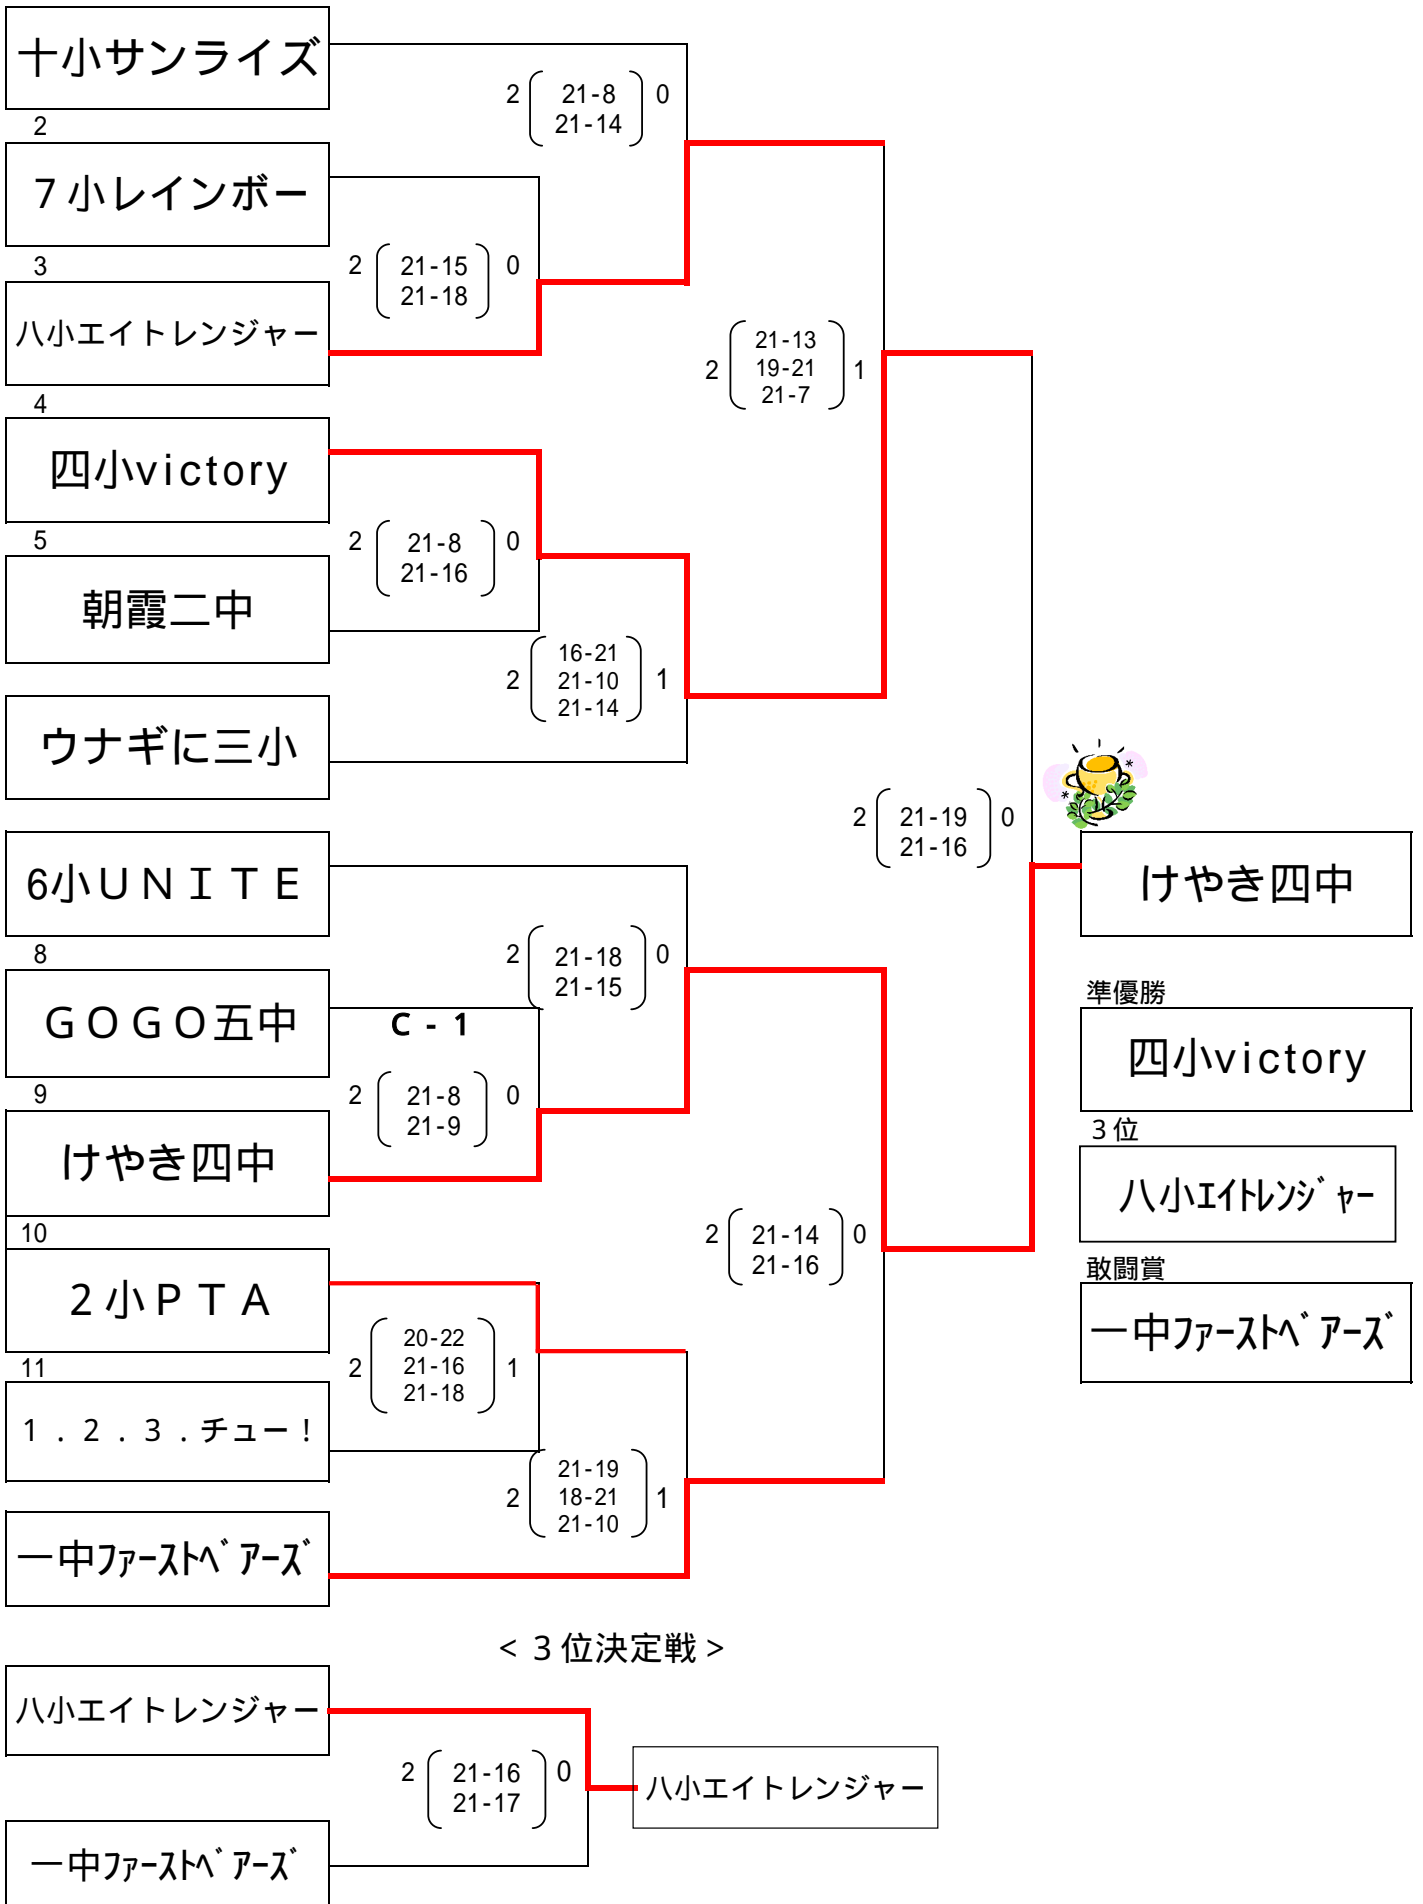 十小サンライズ
2 21-8 0
21-14
2
7小レインボー
2 21-15 0
21-18
3
八小エイトレンジャー
2 21-13 1
19-21
21-7
4
四小victory
2 21-8 0
21-16
5
朝霞二中
2 16-21 1
21-10
21-14
ウナギに三小
2 21-19 0
21-16
6小ＵＮＩＴＥ
けやき四中
2 21-18 0
21-15
8
ＧＯＧＯ五中
C - 1
準優勝
四小victory
2 21-8 0
21-9
9
けやき四中
3位
八小ｴｲﾄﾚﾝｼﾞｬｰ
10
2小ＰＴＡ
2 21-14 0
21-16
敢闘賞
一中ﾌｧｰｽﾄﾍﾞｱｰｽﾞ
2 20-22 1
21-16
21-18
11
1．2．3．チュー！
2 21-19 1
18-21
21-10
一中ﾌｧｰｽﾄﾍﾞｱｰｽﾞ
＜3位決定戦＞
八小エイトレンジャー
2 21-16 0
21-17
八小エイトレンジャー
一中ﾌｧｰｽﾄﾍﾞｱｰｽﾞ